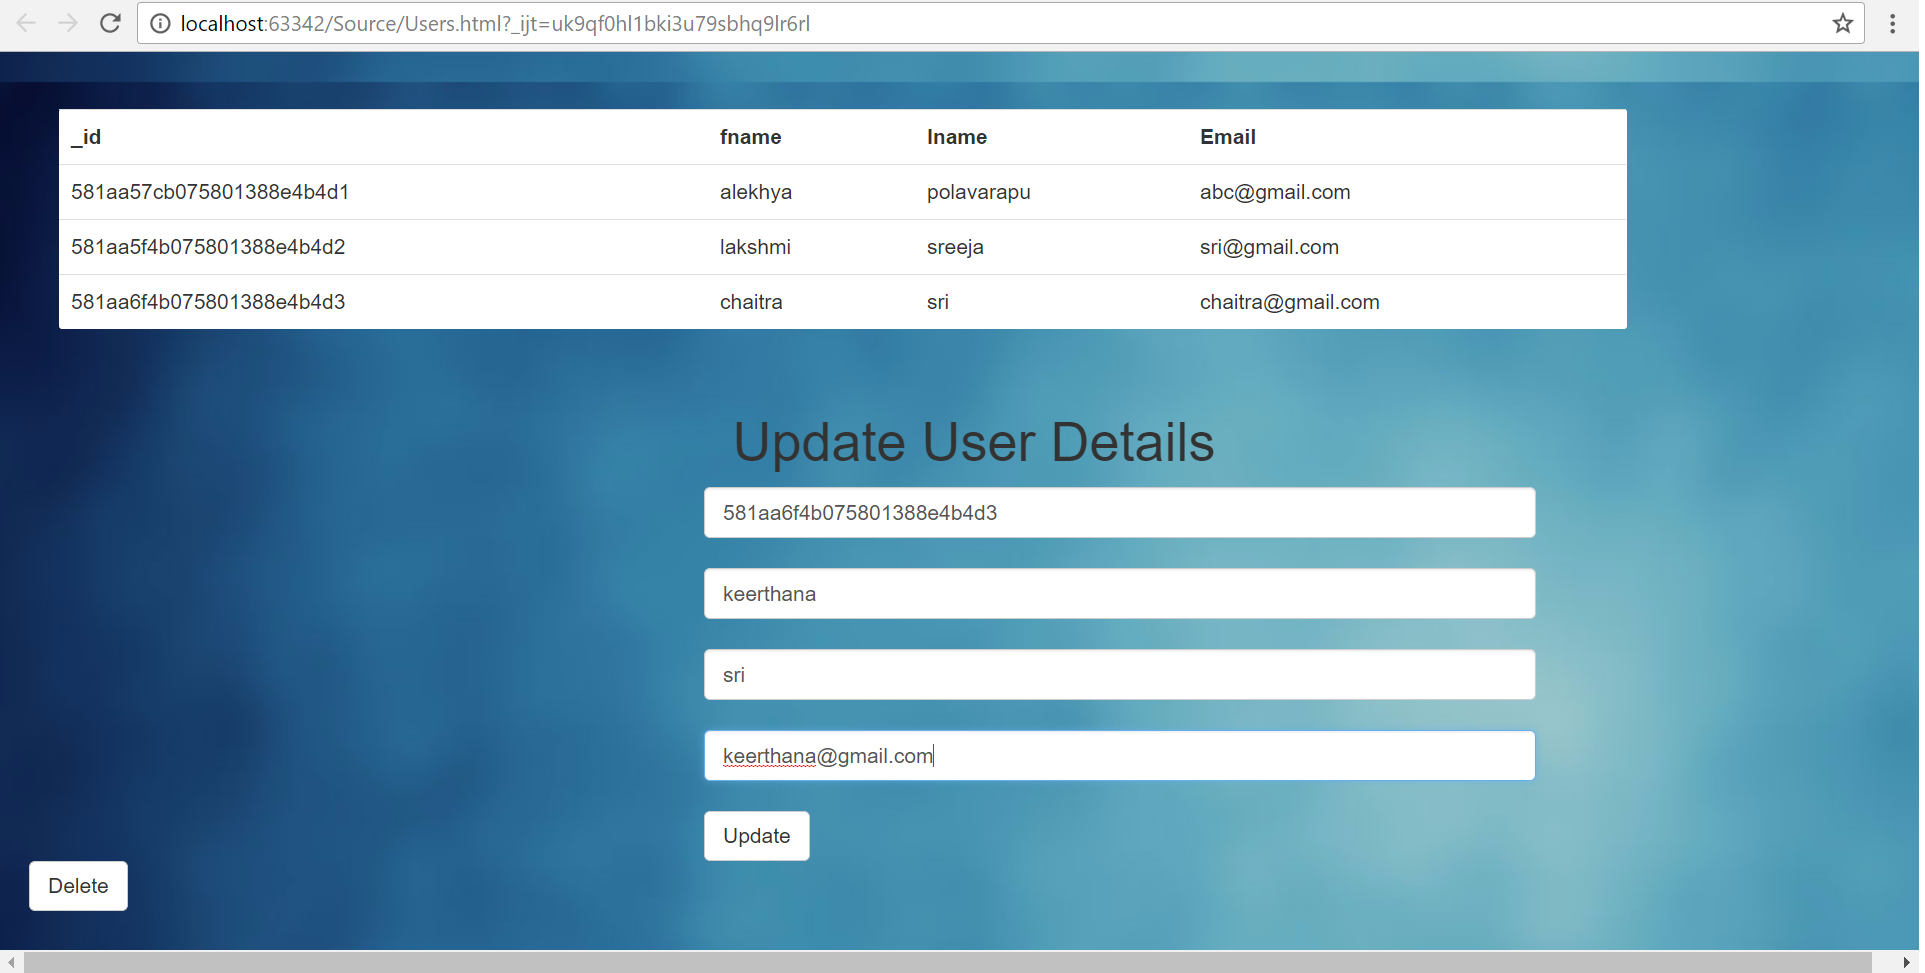 localhost:63342/Source/Users.html?_ijt=uk9qf0hl1bki3u79sbhq9lr6rl
_id fname lname Email
581aa57cb075801388e4b4d1 alekhya polavarapu abc@gmail.com
581aa5f4b075801388e4b4d2 lakshmi sreeja sri@gmail.com
581aa6f4b075801388e4b4d3 chaitra sri chaitra@gmail.com
Update User Details
581aa6f4b075801388e4b4d3
keerthana
sri
keerthana@gmail.com
Update
Delete